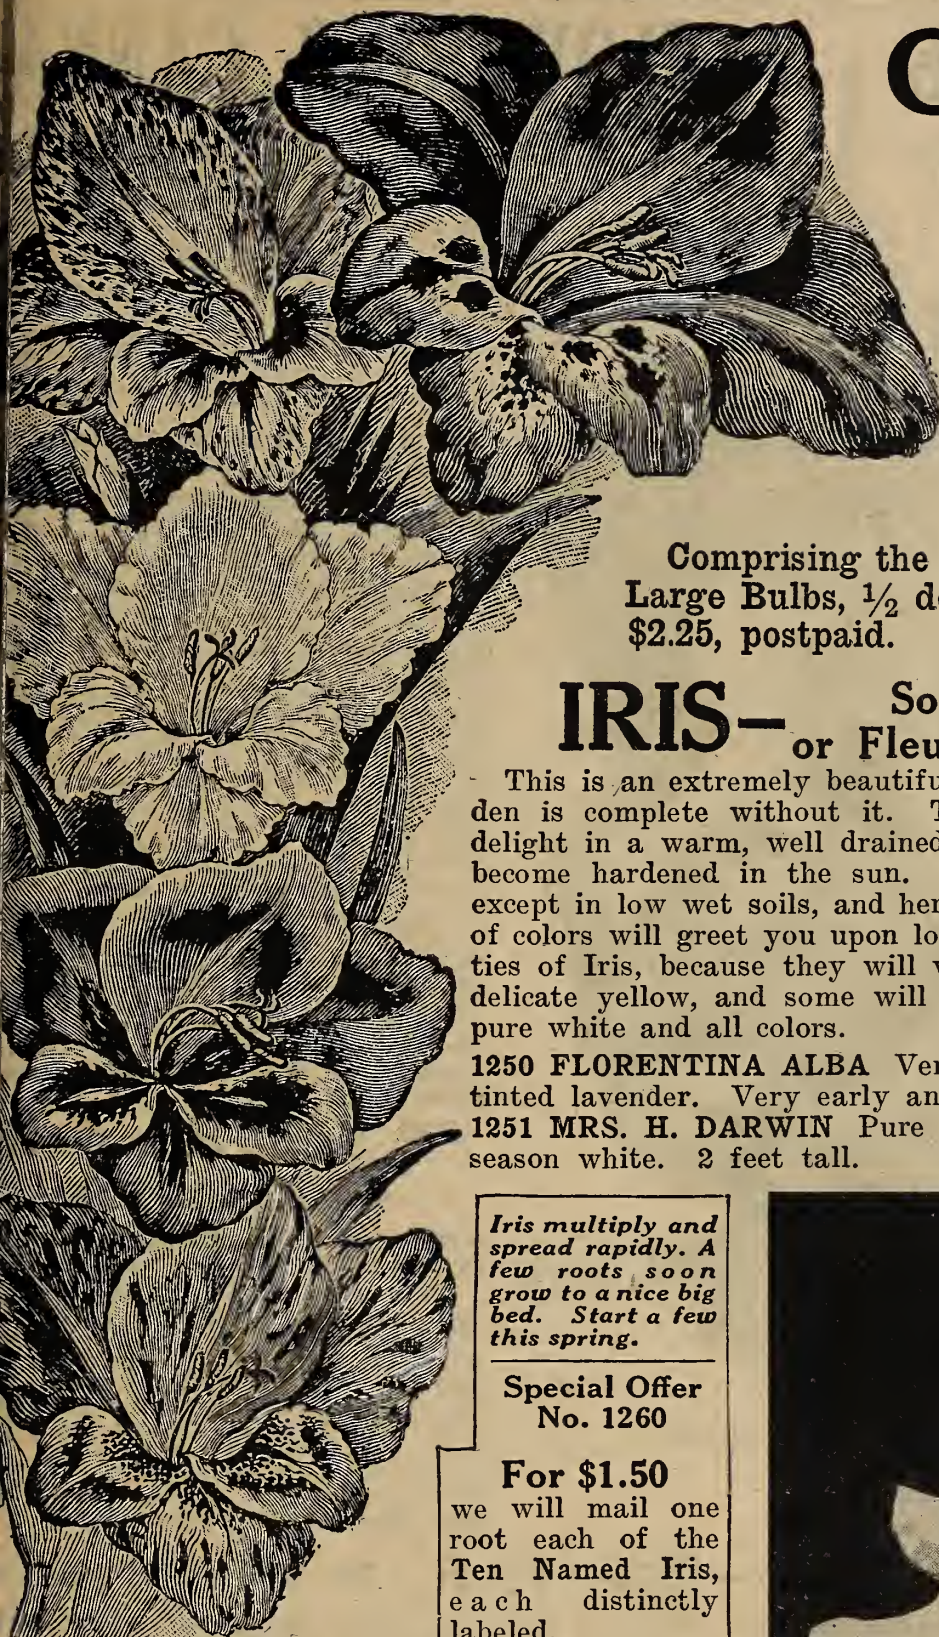 C
Comprising the
Large Bulbs, ½ d
$2.25, postpaid.
IRIS— So
or Fleu
This is an extremely beautifu
den is complete without it. T
delight in a warm, well drained
become hardened in the sun.
except in low wet soils, and her
of colors will greet you upon lo
ties of Iris, because they will v
delicate yellow, and some will
pure white and all colors.
1250 FLORENTINA ALBA Ver
tinted lavender. Very early an
1251 MRS. H. DARWIN Pure
season white. 2 feet tall.
Iris multiply and
spread rapidly. A
few roots soon
grow to a nice big
bed. Start a few
this spring.
Special Offer
No. 1260
For $1.50
we will mail one
root each of the
Ten Named Iris,
each distinctly
labeled